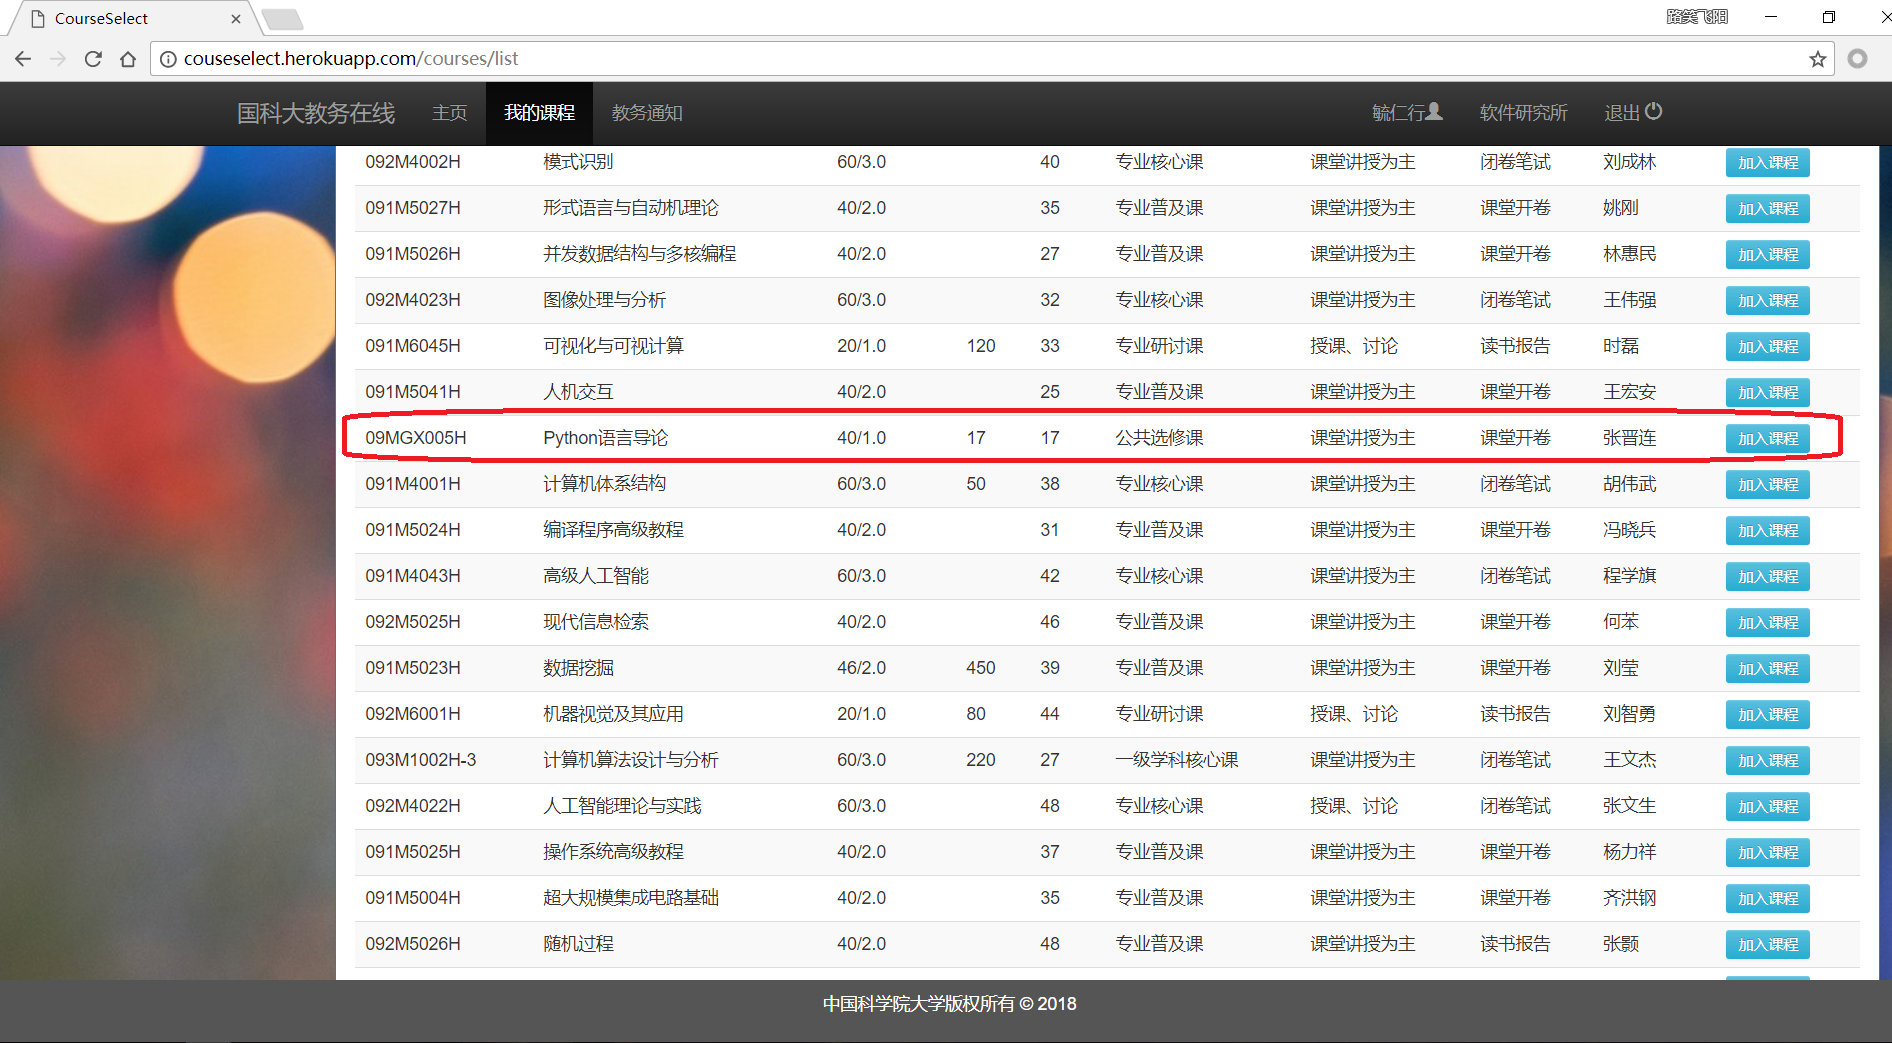 CourseSelect
路笑飞阳
couseselect.herokuapp.com/courses/list
国科大教务在线 主页 我的课程 教务通知 毓仁行 软件研究所 退出
092M4002H 模式识别 60/3.0 40 专业核心课 课堂讲授为主 闭卷笔试 刘成林 加入课程
091M5027H 形式语言与自动机理论 40/2.0 35 专业普及课 课堂讲授为主 课堂开卷 姚刚 加入课程
091M5026H 并发数据结构与多核编程 40/2.0 27 专业普及课 课堂讲授为主 课堂开卷 林惠民 加入课程
092M4023H 图像处理与分析 60/3.0 32 专业核心课 课堂讲授为主 闭卷笔试 王伟强 加入课程
091M6045H 可视化与可视计算 20/1.0 120 33 专业研讨课 授课、讨论 读书报告 时磊 加入课程
091M5041H 人机交互 40/2.0 25 专业普及课 课堂讲授为主 课堂开卷 王宏安 加入课程
09MGX005H Python语言导论 40/1.0 17 17 公共选修课 课堂讲授为主 课堂开卷 张晋连 加入课程
091M4001H 计算机体系结构 60/3.0 50 38 专业核心课 课堂讲授为主 闭卷笔试 胡伟武 加入课程
091M5024H 编译程序高级教程 40/2.0 31 专业普及课 课堂讲授为主 课堂开卷 冯晓兵 加入课程
091M4043H 高级人工智能 60/3.0 42 专业核心课 课堂讲授为主 闭卷笔试 程学旗 加入课程
092M5025H 现代信息检索 40/2.0 46 专业普及课 课堂讲授为主 课堂开卷 何苯 加入课程
091M5023H 数据挖掘 46/2.0 450 39 专业普及课 课堂讲授为主 课堂开卷 刘莹 加入课程
092M6001H 机器视觉及其应用 20/1.0 80 44 专业研讨课 授课、讨论 读书报告 刘智勇 加入课程
093M1002H-3 计算机算法设计与分析 60/3.0 220 27 一级学科核心课 课堂讲授为主 闭卷笔试 王文杰 加入课程
092M4022H 人工智能理论与实践 60/3.0 48 专业核心课 授课、讨论 闭卷笔试 张文生 加入课程
091M5025H 操作系统高级教程 40/2.0 37 专业普及课 课堂讲授为主 课堂开卷 杨力祥 加入课程
091M5004H 超大规模集成电路基础 40/2.0 35 专业普及课 课堂讲授为主 课堂开卷 齐洪钢 加入课程
092M5026H 随机过程 40/2.0 48 专业普及课 课堂讲授为主 读书报告 张颢 加入课程
中国科学院大学版权所有 © 2018